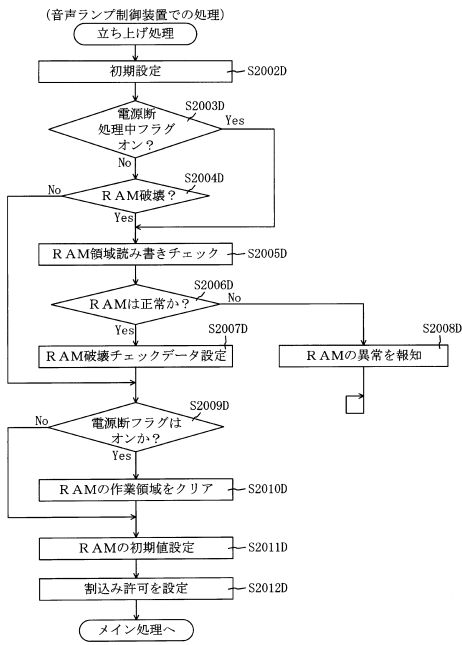 (音声ランプ制御装置での処理)
立ち上げ処理
初期設定
S2002D
電源断
処理中フラグ
オン？
S2003D
Yes
No
RAM破壊？
S2004D
No
Yes
RAM領域読み書きチェック
S2005D
RAMは正常か？
S2006D
No
Yes
RAM破壊チェックデータ設定
S2007D
RAMの異常を報知
S2008D
電源断フラグは
オンか？
S2009D
No
Yes
RAMの作業領域をクリア
S2010D
RAMの初期値設定
S2011D
割込み許可を設定
S2012D
メイン処理へ